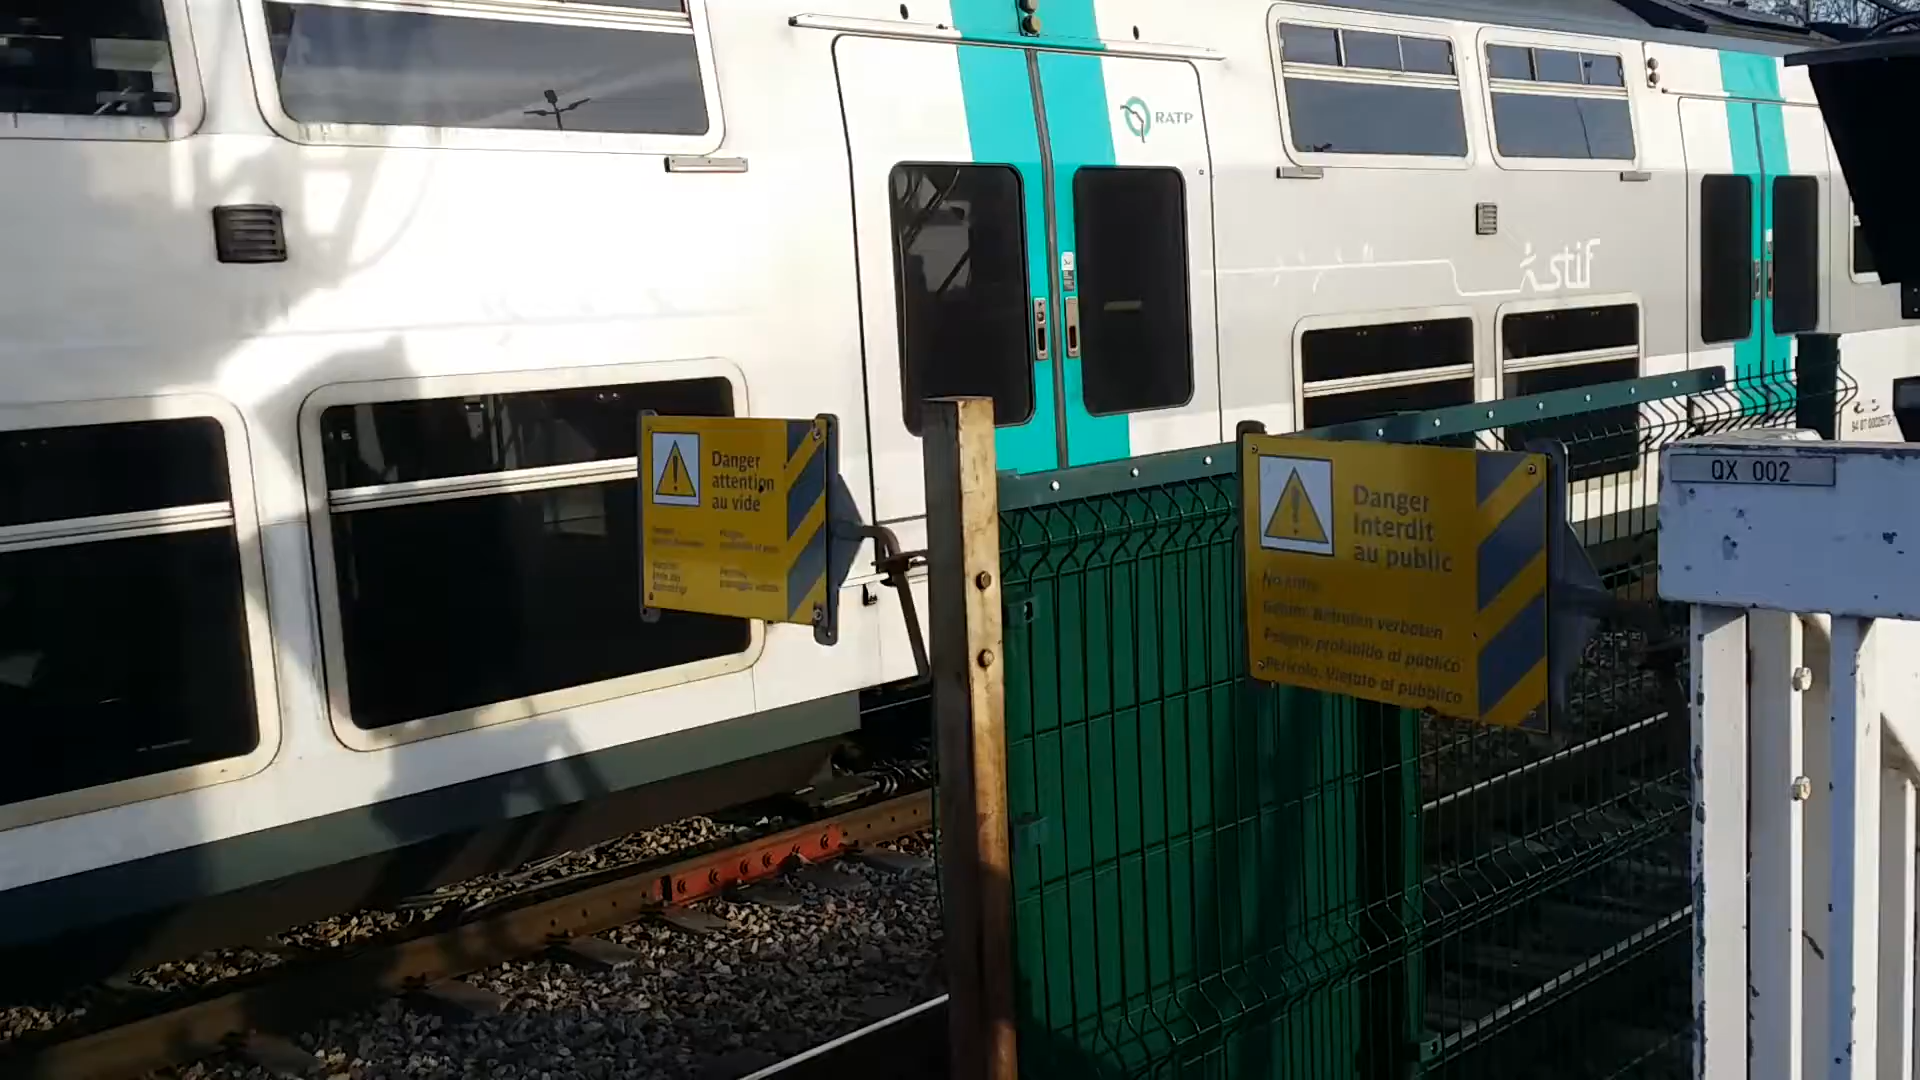 RATP
stif
QX 002
Danger
attention
au vide
Danger
Interdit
au public
No entry
Gefahr, Betreten verboten
Peligro, prohibido al público
Pericolo, Vietato al pubblico